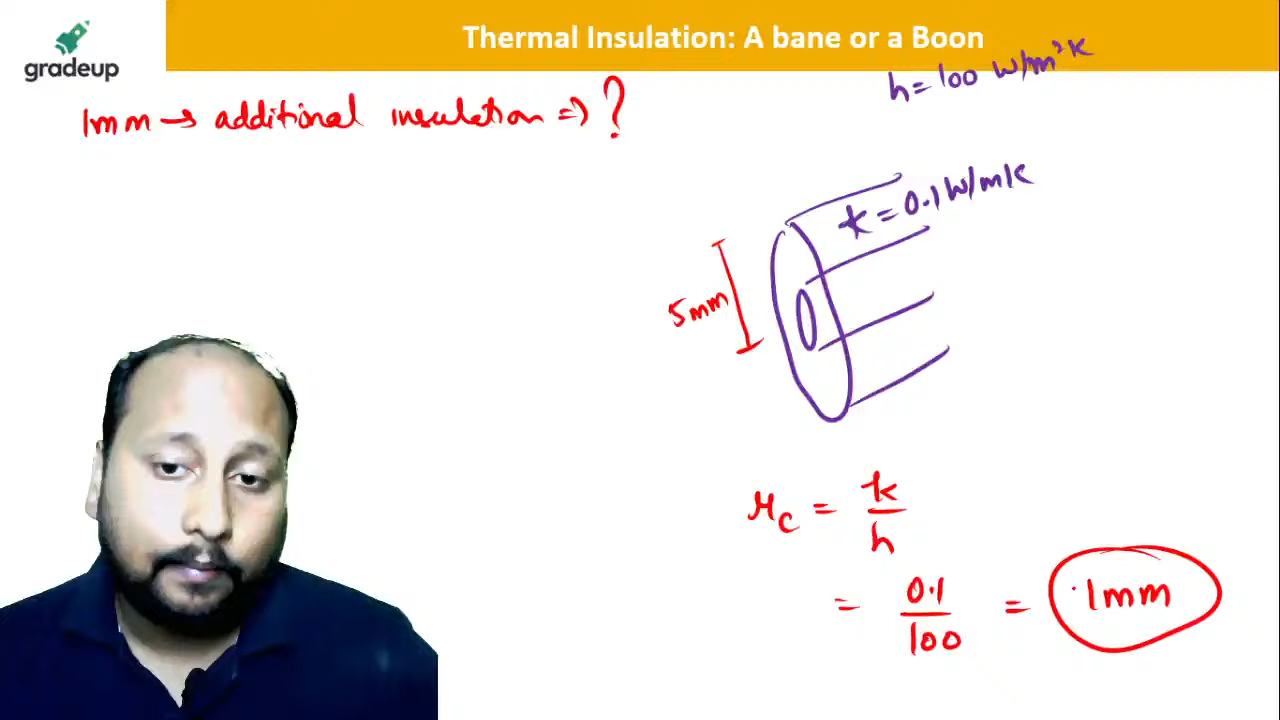 Thermal Insulation: A bane or a Boon
gradeup
h = 100 W/m²K
1mm → additional insulation => ?
k = 0.1 W/mK
5mm
r_c = k/h
= 0.1/100 = 1mm